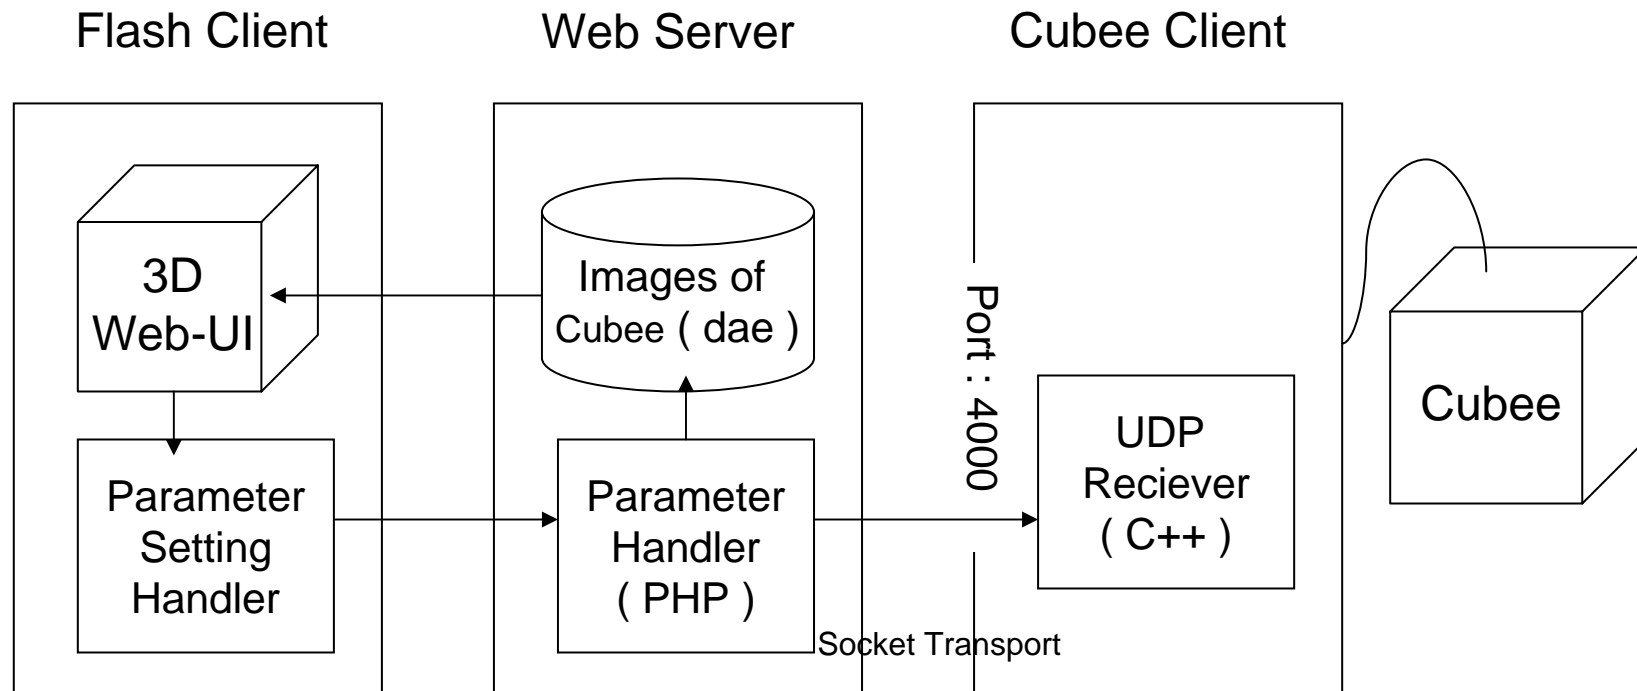 Flash Client
Web Server
Cubee Client
3D
Web-UI
Images of
Cubee ( dae )
Port : 4000
Cubee
Parameter
Setting
Handler
Parameter
Handler
( PHP )
UDP
Reciever
( C++ )
Socket Transport